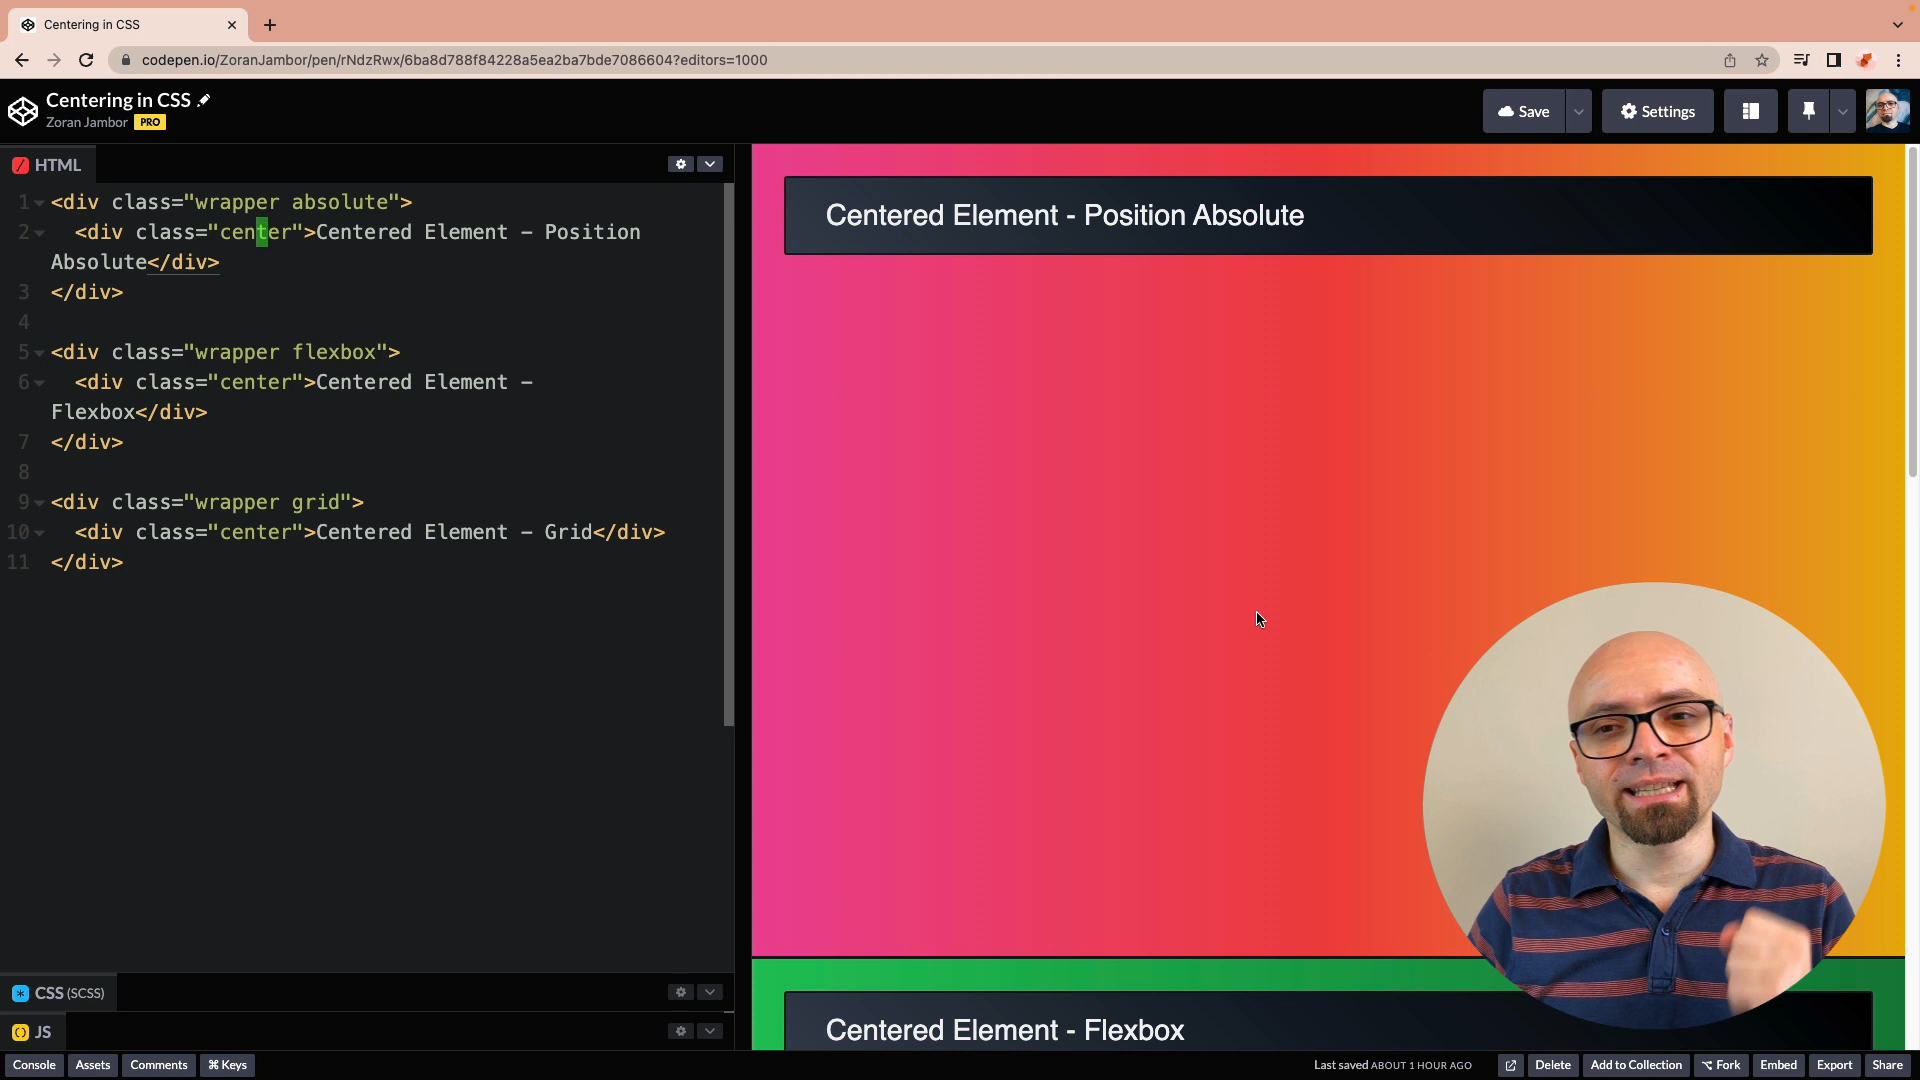 Centering in CSS
codepen.io/ZoranJambor/pen/rNdzRwx/6ba8d788f84228a5ea2ba7bde7086604?editors=1000
Centering in CSS
Zoran Jambor PRO
Save
Settings
HTML
1 <div class="wrapper absolute">
2 <div class="center">Centered Element – Position
Absolute</div>
3 </div>
4
5 <div class="wrapper flexbox">
6 <div class="center">Centered Element –
Flexbox</div>
7 </div>
8
9 <div class="wrapper grid">
10 <div class="center">Centered Element – Grid</div>
11 </div>
Centered Element - Position Absolute
Centered Element - Flexbox
CSS (SCSS)
JS
Console Assets Comments ⌘ Keys
Last saved ABOUT 1 HOUR AGO Delete Add to Collection ⌥ Fork Embed Export Share